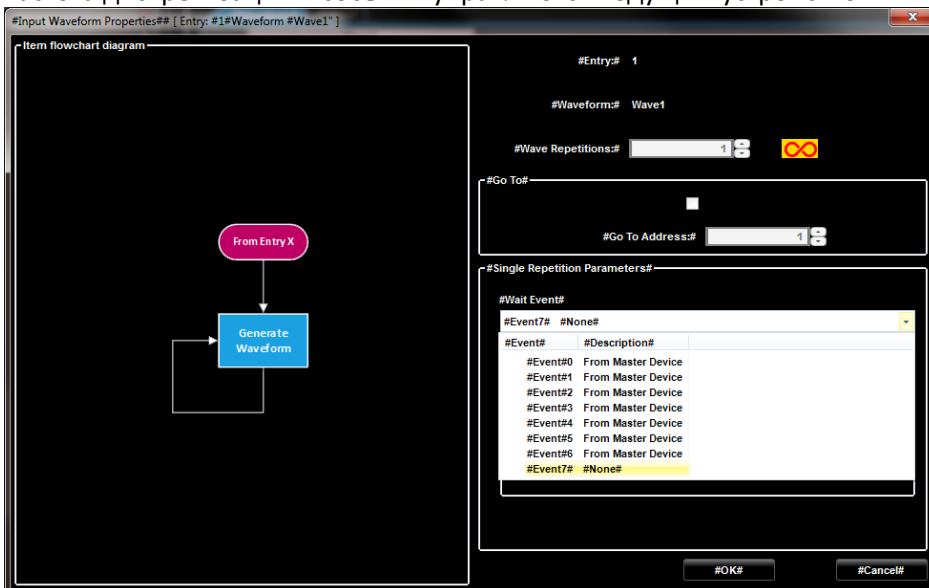 #Input Waveform Properties## [ Entry: #1#Waveform #Wave1" ]
Item flowchart diagram
From Entry X
Generate
Waveform
#Entry:# 1
#Waveform:# Wave1
#Wave Repetitions:# 1
#Go To#
#Go To Address:# 1
#Single Repetition Parameters#
#Wait Event#
#Event7# #None#
#Event# #Description#
#Event#0 From Master Device
#Event#1 From Master Device
#Event#2 From Master Device
#Event#3 From Master Device
#Event#4 From Master Device
#Event#5 From Master Device
#Event#6 From Master Device
#Event7# #None#
#OK# #Cancel#